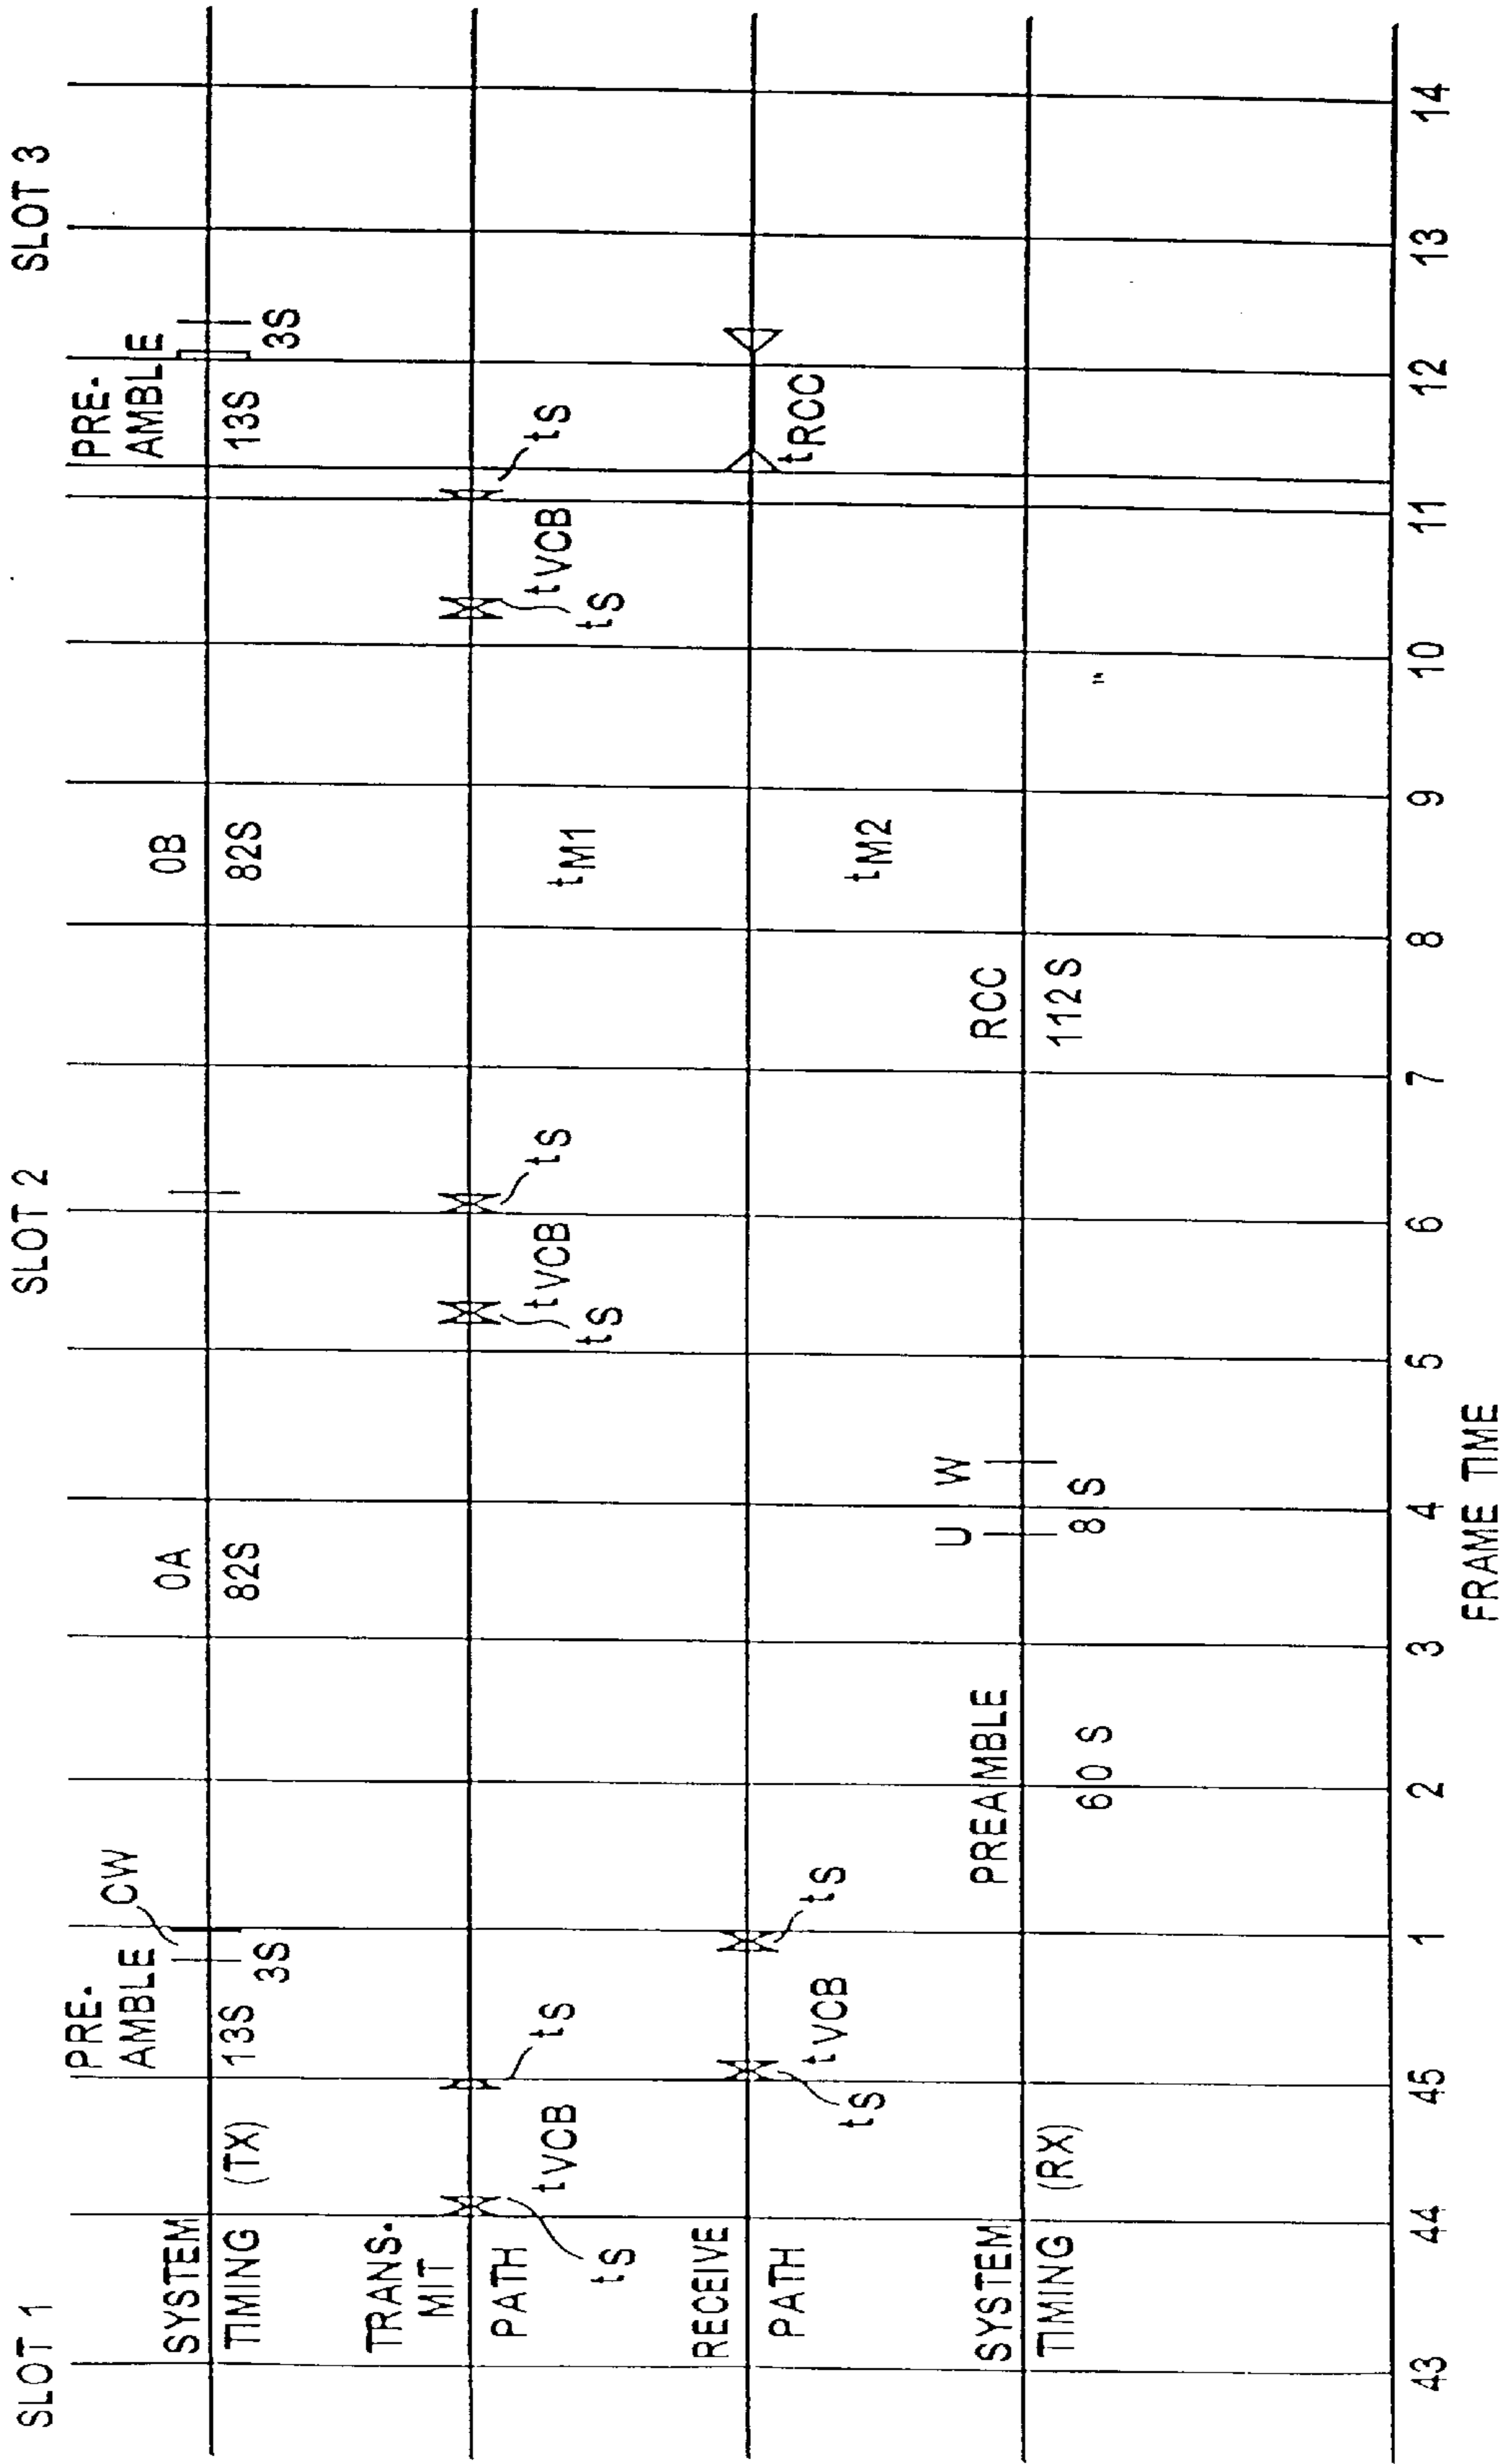 SLOT 1 SLOT 2 SLOT 3
PRE-
AMBLE CW 0A 0B PRE-
AMBLE
SYSTEM
TIMING (TX) 13S 3S 82S 82S 13S 3S
TRANS-
MIT
PATH tS tVCB tS tS tVCB tS tM1 tS tVCB tS
RECEIVE
PATH tS tVCB tS tM2 tRCC
SYSTEM
TIMING (RX) PREAMBLE U W RCC
60S 8 S 112S
43 44 45 1 2 3 4 5 6 7 8 9 10 11 12 13 14
FRAME TIME